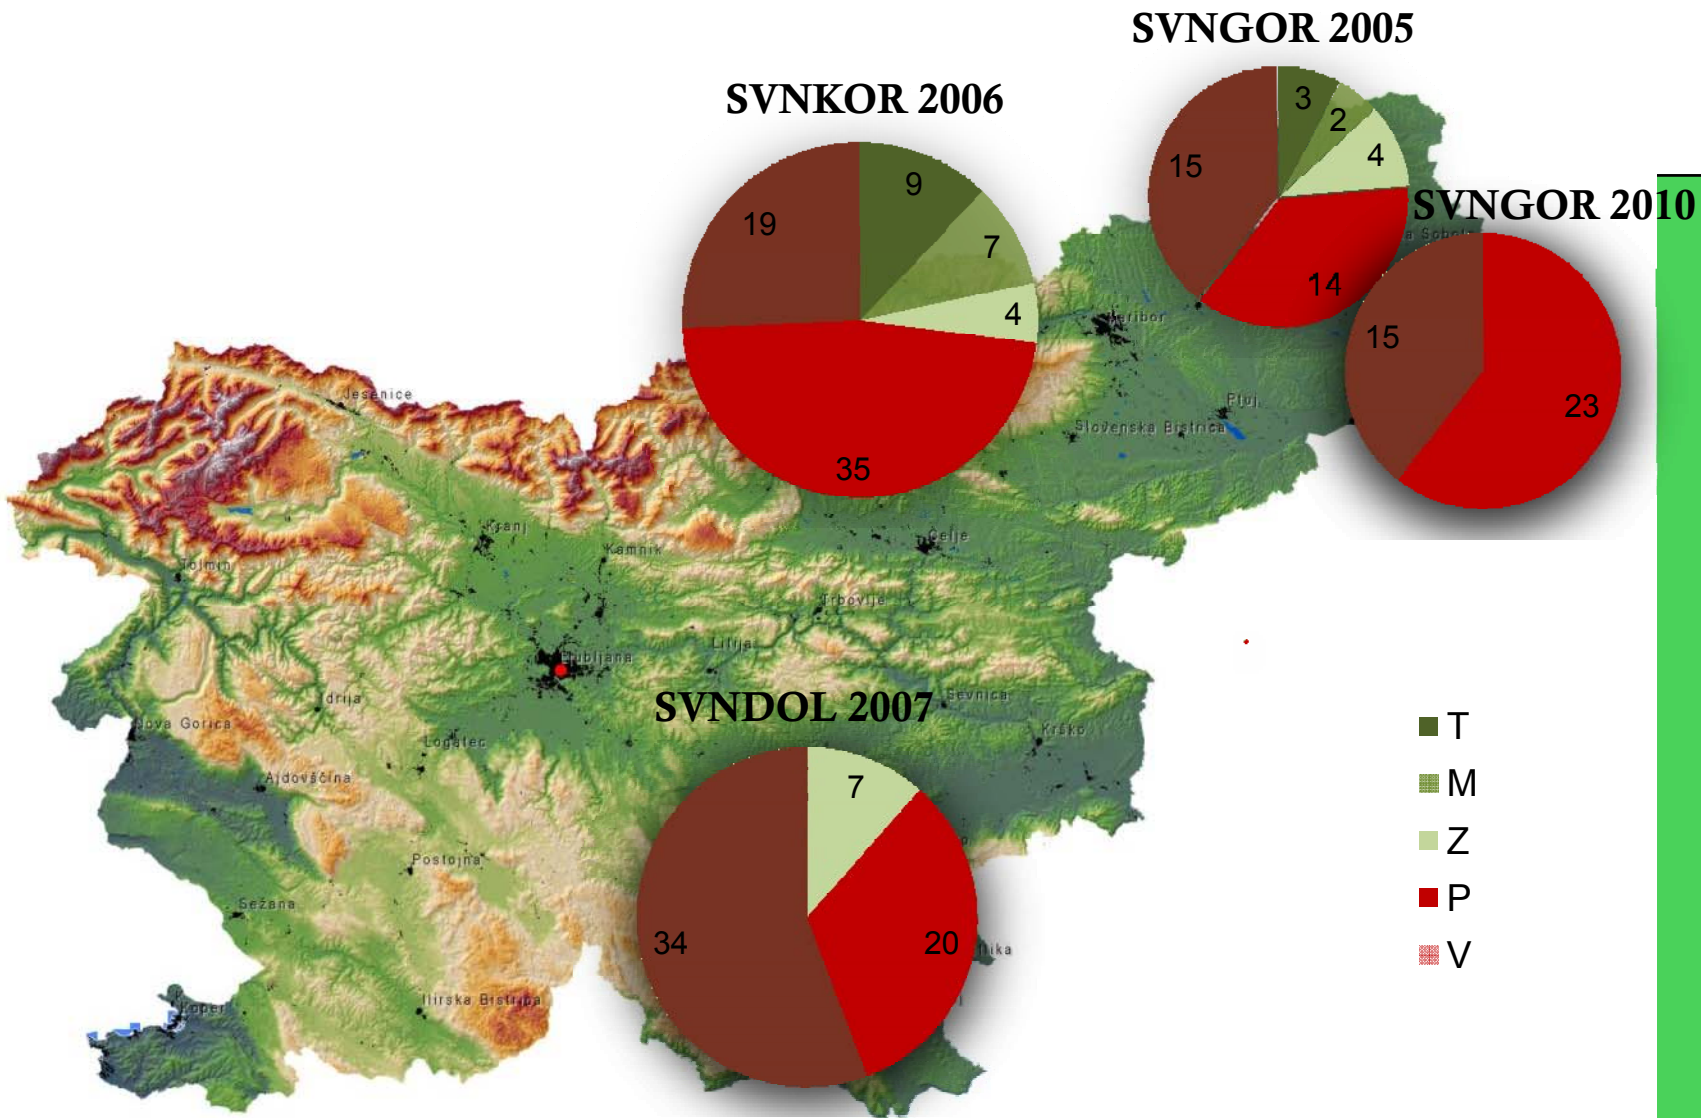 SVNGOR 2005
3
2
4
15
14
SVNKOR 2006
9
7
4
19
35
SVNGOR 2010
15
23
Jesenice
Ptuj
Slovenska Bistrica
Kranj
Kamnik
Celje
Tolmin
Trbovlje
Litija
Ljubljana
SVNDOL 2007
7
34
20
Sevnica
Krško
Idrija
Nova Gorica
Logatec
Ajdovščina
Postojna
Sežana
Ilirska Bistrica
Koper
T
M
Z
P
V